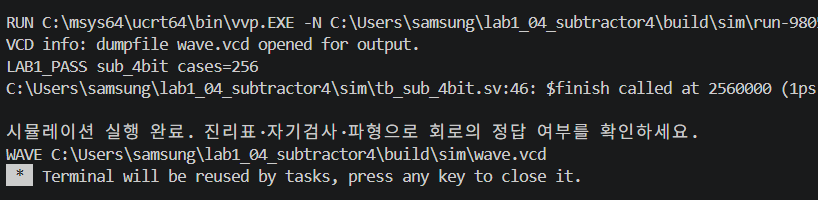 RUN C:\msys64\ucrt64\bin\vvp.EXE -N C:\Users\samsung\lab1_04_subtractor4\build\sim\run-980
VCD info: dumpfile wave.vcd opened for output.
LAB1_PASS sub_4bit cases=256
C:\Users\samsung\lab1_04_subtractor4\sim\tb_sub_4bit.sv:46: $finish called at 2560000 (1ps
시뮬레이션 실행 완료. 진리표·자기검사·파형으로 회로의 정답 여부를 확인하세요.
WAVE C:\Users\samsung\lab1_04_subtractor4\build\sim\wave.vcd
* Terminal will be reused by tasks, press any key to close it.